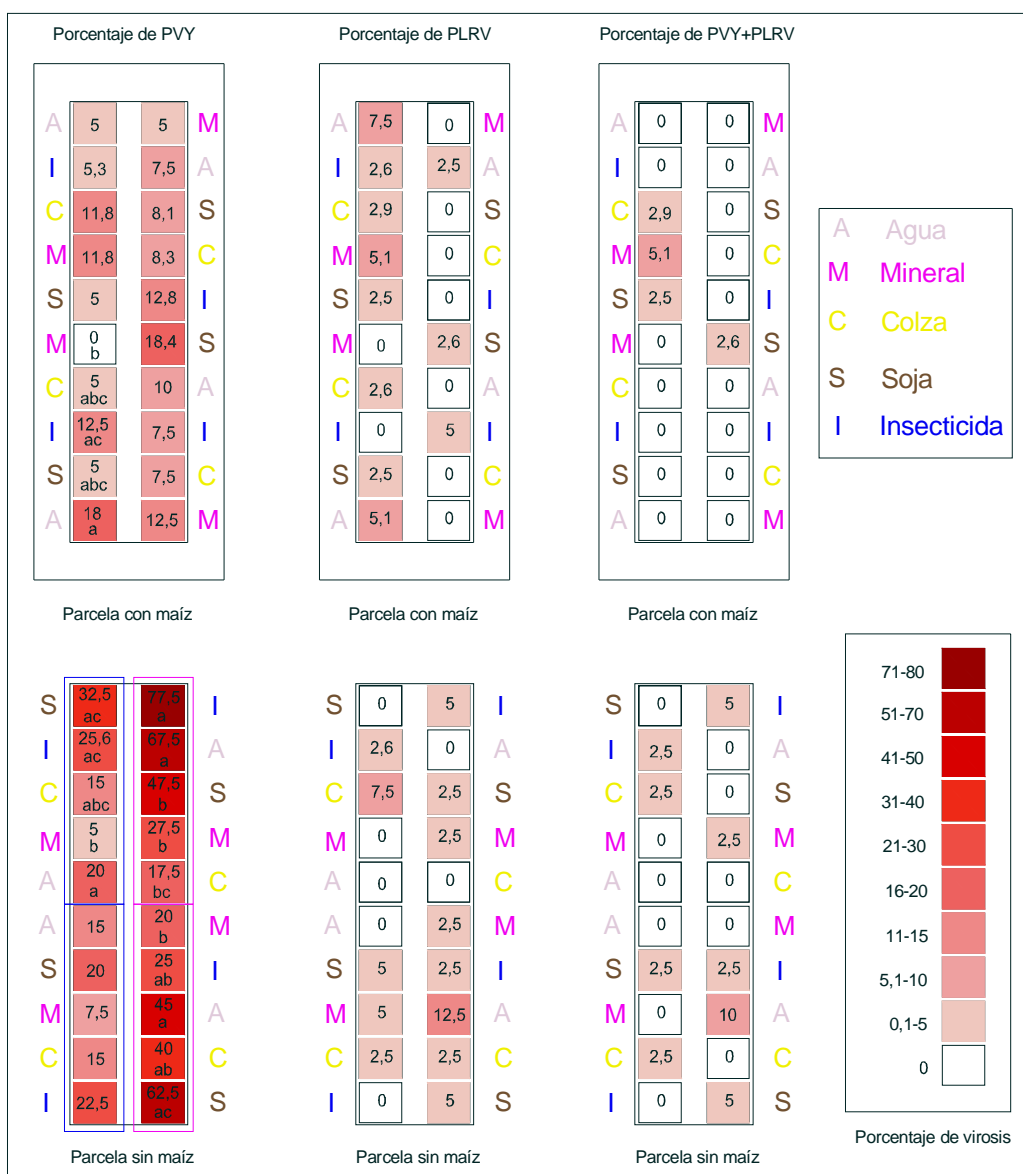 Porcentaje de PVY Porcentaje de PLRV Porcentaje de PVY+PLRV
A 5 5 M A 7,5 0 M A 0 0 M
I 5,3 7,5 A I 2,6 2,5 A I 0 0 A
C 11,8 8,1 S C 2,9 0 S C 2,9 0 S
M 11,8 8,3 C M 5,1 0 C M 5,1 0 C
S 5 12,8 I S 2,5 0 I S 2,5 0 I
M 0 b 18,4 S M 0 2,6 S M 0 2,6 S
C 5 abc 10 A C 2,6 0 A C 0 0 A
I 12,5 ac 7,5 I I 0 5 I I 0 0 I
S 5 abc 7,5 C S 2,5 0 C S 0 0 C
A 18 a 12,5 M A 5,1 0 M A 0 0 M
A Agua
M Mineral
C Colza
S Soja
I Insecticida
Parcela con maíz Parcela con maíz Parcela con maíz
S 32,5 ac 77,5 a I S 0 5 I S 0 5 I
I 25,6 ac 67,5 a A I 2,6 0 A I 2,5 0 A
C 15 abc 47,5 b S C 7,5 2,5 S C 2,5 0 S
M 5 b 27,5 b M M 0 2,5 M M 0 2,5 M
A 20 a 17,5 bc C A 0 0 C A 0 0 C
A 15 20 b M A 0 2,5 M A 0 0 M
S 20 25 ab I S 5 2,5 I S 2,5 2,5 I
M 7,5 45 a A M 5 12,5 A M 0 10 A
C 15 40 ab C C 2,5 2,5 C C 2,5 0 C
I 22,5 62,5 ac S I 0 5 S I 0 5 S
Parcela sin maíz Parcela sin maíz Parcela sin maíz
71-80
51-70
41-50
31-40
21-30
16-20
11-15
5,1-10
0,1-5
0
Porcentaje de virosis